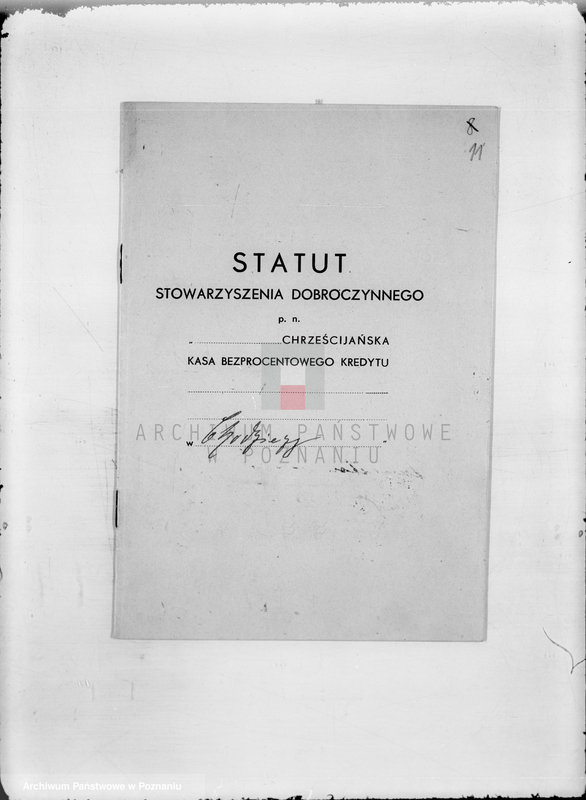 8
11
STATUT
STOWARZYSZENIA DOBROCZYNNEGO
p. n.
„..............................CHRZEŚCIJAŃSKA
KASA BEZPROCENTOWEGO KREDYTU
ARCHIWUM PAŃSTWOWE
w Chodzieży
W POZNANIU
Archiwum Państwowe w Poznaniu